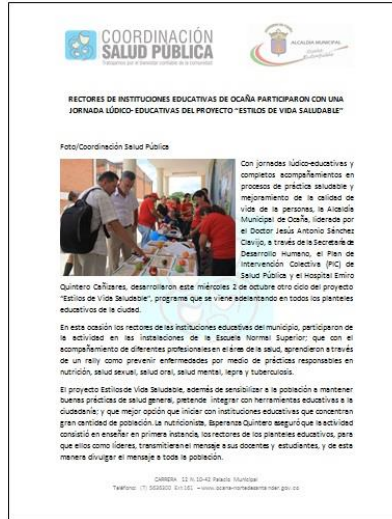 COORDINACIÓN
SALUD PÚBLICA
ALCALDÍA MUNICIPAL
RECTORES DE INSTITUCIONES EDUCATIVAS DE OCAÑA PARTICIPARON CON UNA
JORNADA LÚDICO- EDUCATIVAS DEL PROYECTO “ESTILOS DE VIDA SALUDABLE”
Foto/Coordinación Salud Pública
Con jornadas lúdico-educativas y
completos acompañamientos en
procesos de práctica saludable y
mejoramiento de la calidad de
vida de la personas, la Alcaldía
Municipal de Ocaña, liderada por
el Doctor Jesús Antonio Sánchez
Clavijo, a través de la Secretaría de
Desarrollo Humano, el Plan de
Intervención Colectiva (PIC) de
Salud Pública y el Hospital Emiro
Quintero Cañizares, desarrollaron este miércoles 2 de octubre otro ciclo del proyecto
“Estilos de Vida Saludable”, programa que se viene adelantando en todos los planteles
educativos de la ciudad.
En esta ocasión los rectores de las instituciones educativas del municipio, participaron de
la actividad en las instalaciones de la Escuela Normal Superior; que con el
acompañamiento de diferentes profesionales en el área de la salud, aprendieron a través
de un rally como prevenir enfermedades por medio de prácticas responsables en
nutrición, salud sexual, salud oral, salud mental, lepra y tuberculosis.
El proyecto Estilos de Vida Saludable, además de sensibilizar a la población a mantener
buenas prácticas de salud general, pretende integrar con herramientas educativas a la
ciudadanía; y que mejor opción que iniciar con instituciones educativas que concentran
gran cantidad de población. La nutricionista, Esperanza Quintero aseguró que la actividad
consistió en enseñar en primera instancia, los rectores de los planteles educativos, para
que ellos como líderes, transmitieran el mensaje a sus docentes y estudiantes, y de esta
manera divulgar el mensaje a toda la población.
CARRERA 12 N. 10-42 Palacio Municipal